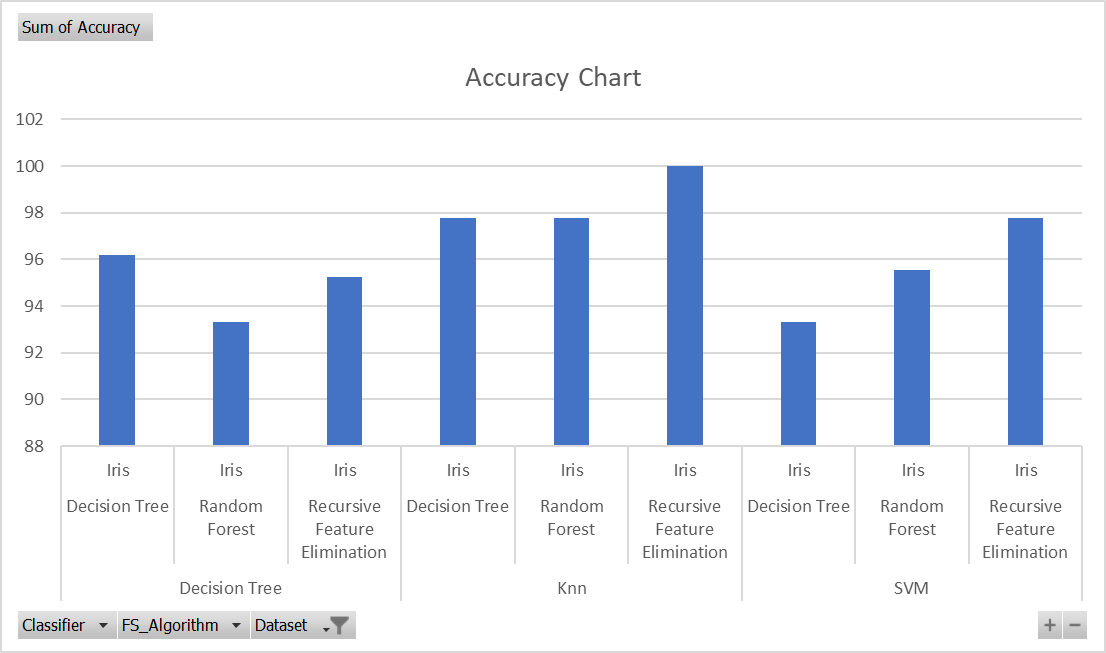 Sum of Accuracy
Accuracy Chart
102
100
98
96
94
92
90
88
Iris Iris Iris Iris Iris Iris Iris Iris Iris
Decision Tree Random Recursive Decision Tree Random Recursive Decision Tree Random Recursive
Forest Feature Forest Feature Forest Feature
Elimination Elimination Elimination
Decision Tree Knn SVM
Classifier FS_Algorithm Dataset + −